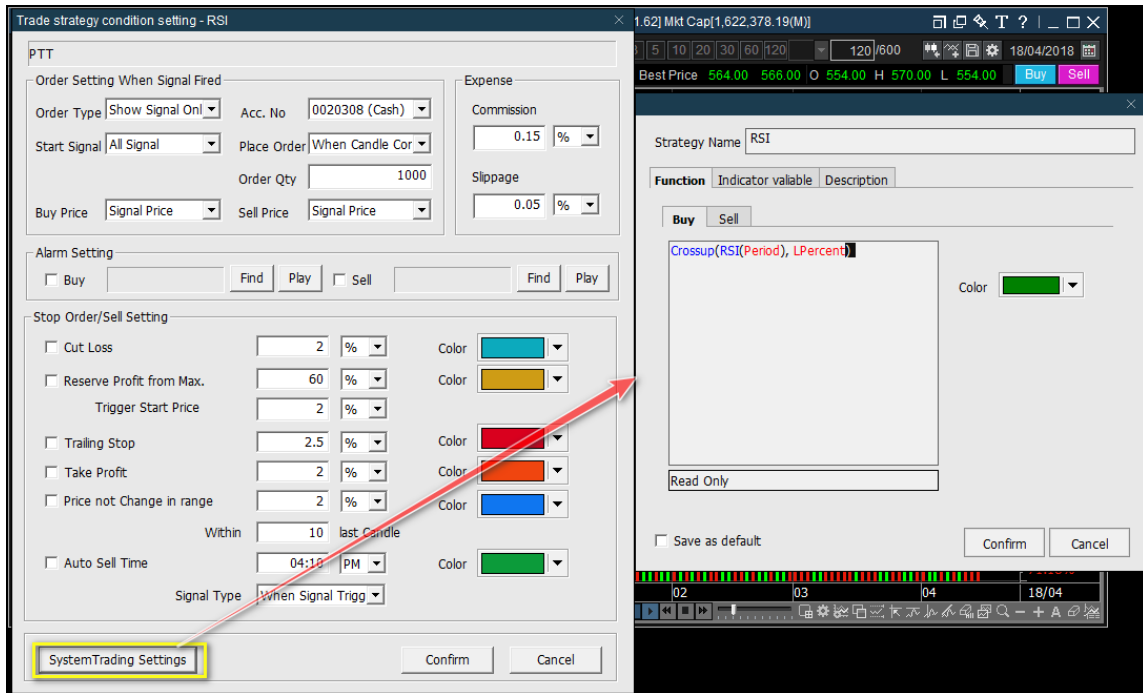 Trade strategy condition setting - RSI
PTT
Order Setting When Signal Fired
Order Type Show Signal Onl Acc. No 0020308 (Cash)
Start Signal All Signal Place Order When Candle Cor
Order Qty 1000
Buy Price Signal Price Sell Price Signal Price
Expense
Commission
0.15 %
Slippage
0.05 %
Alarm Setting
Buy Find Play Sell Find Play
Stop Order/Sell Setting
Cut Loss 2 % Color
Reserve Profit from Max. 60 % Color
Trigger Start Price 2 %
Trailing Stop 2.5 % Color
Take Profit 2 % Color
Price not Change in range 2 % Color
Within 10 last Candle
Auto Sell Time 04:10 PM Color
Signal Type When Signal Trigg
SystemTrading Settings Confirm Cancel
1.62] Mkt Cap[1,622,378.19(M)] T ?
5 10 20 30 60 120 120 /600 18/04/2018
Best Price 564.00 566.00 O 554.00 H 570.00 L 554.00 Buy Sell
Strategy Name RSI
Function Indicator valiable Description
Buy Sell
Crossup(RSI(Period), LPercent)
Color
Read Only
Save as default Confirm Cancel
02 03 04 18/04
A